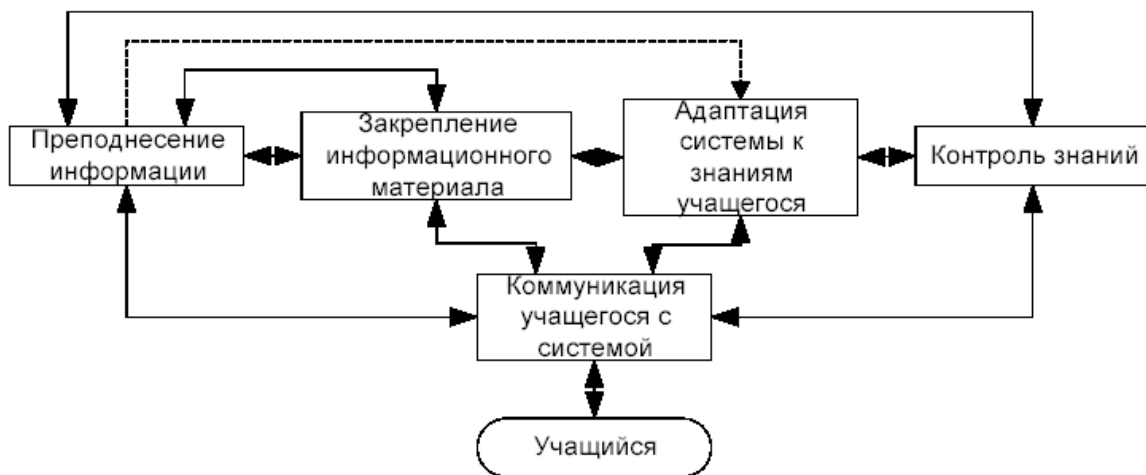 Преподнесение
информации
Закрепление
информационного
материала
Адаптация
системы к
знаниям
учащегося
Контроль знаний
Коммуникация
учащегося с
системой
Учащийся